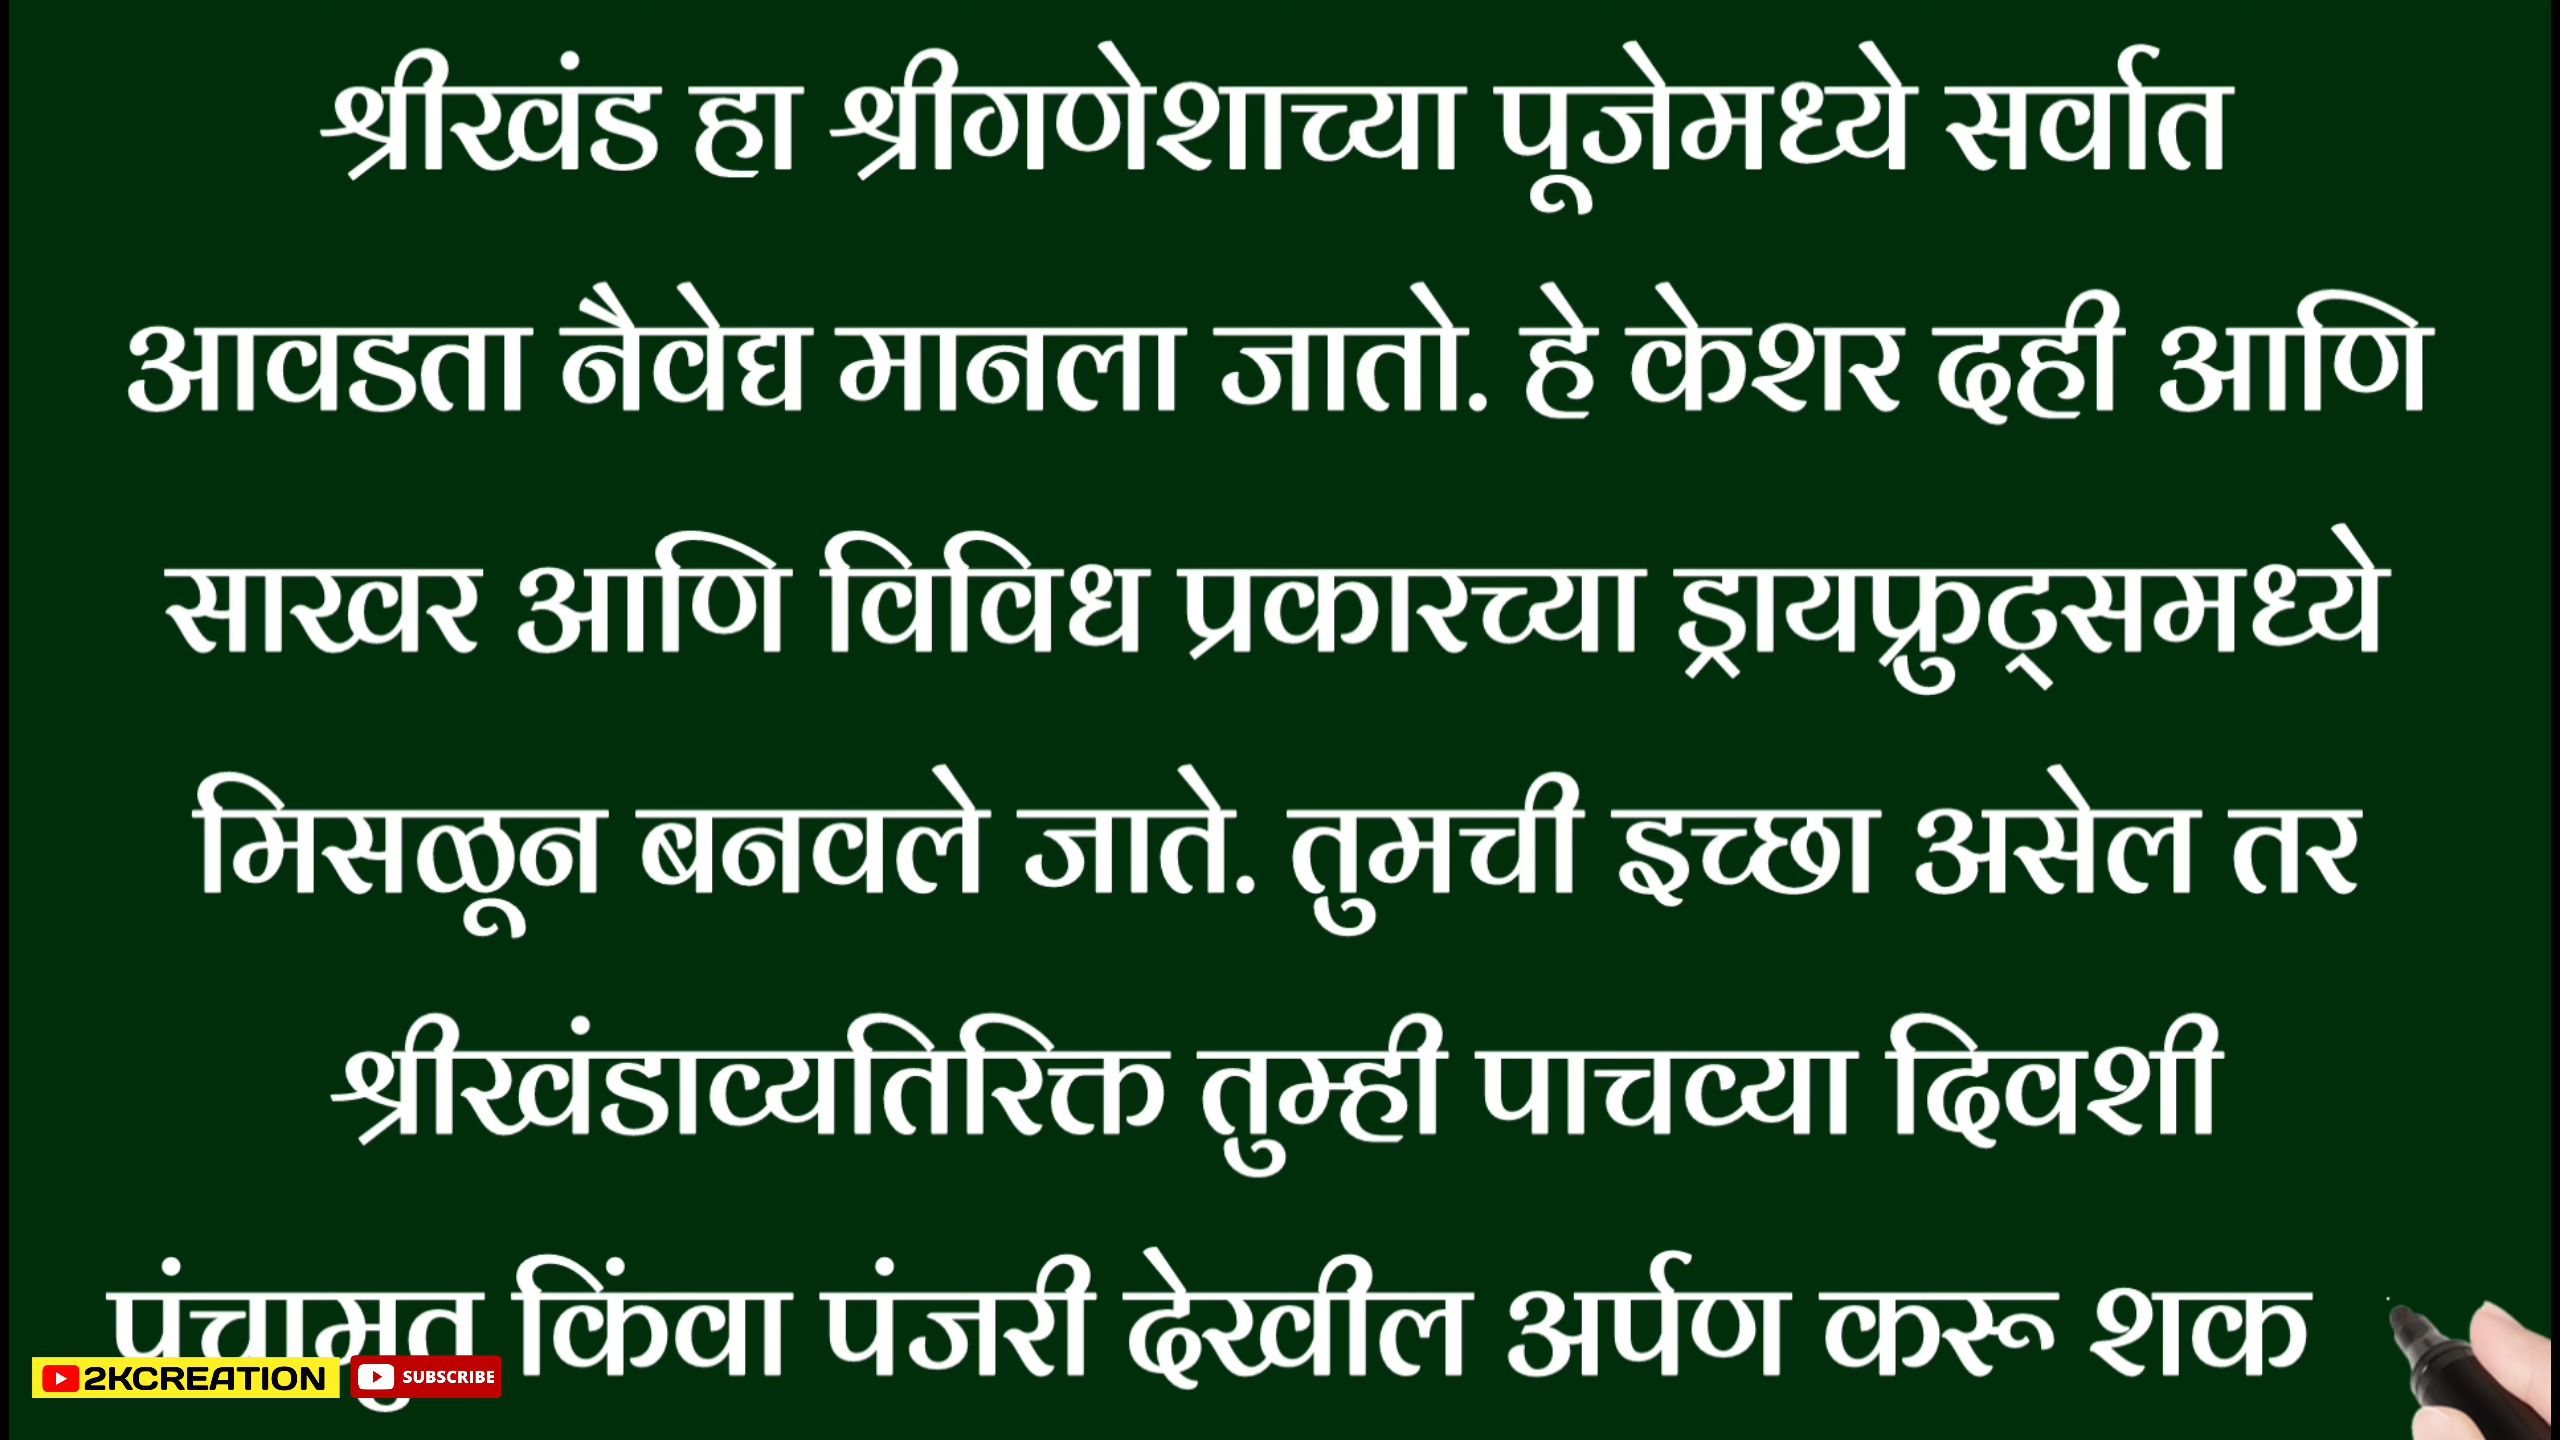 श्रीखंड हा श्रीगणेशाच्या पूजेमध्ये सर्वात
आवडता नैवेद्य मानला जातो. हे केशर दही आणि
साखर आणि विविध प्रकारच्या ड्रायफ्रुट्समध्ये
मिसळून बनवले जाते. तुमची इच्छा असेल तर
श्रीखंडाव्यतिरिक्त तुम्ही पाचव्या दिवशी
पंचामृत किंवा पंजरी देखील अर्पण करू शक
2KCREATION SUBSCRIBE